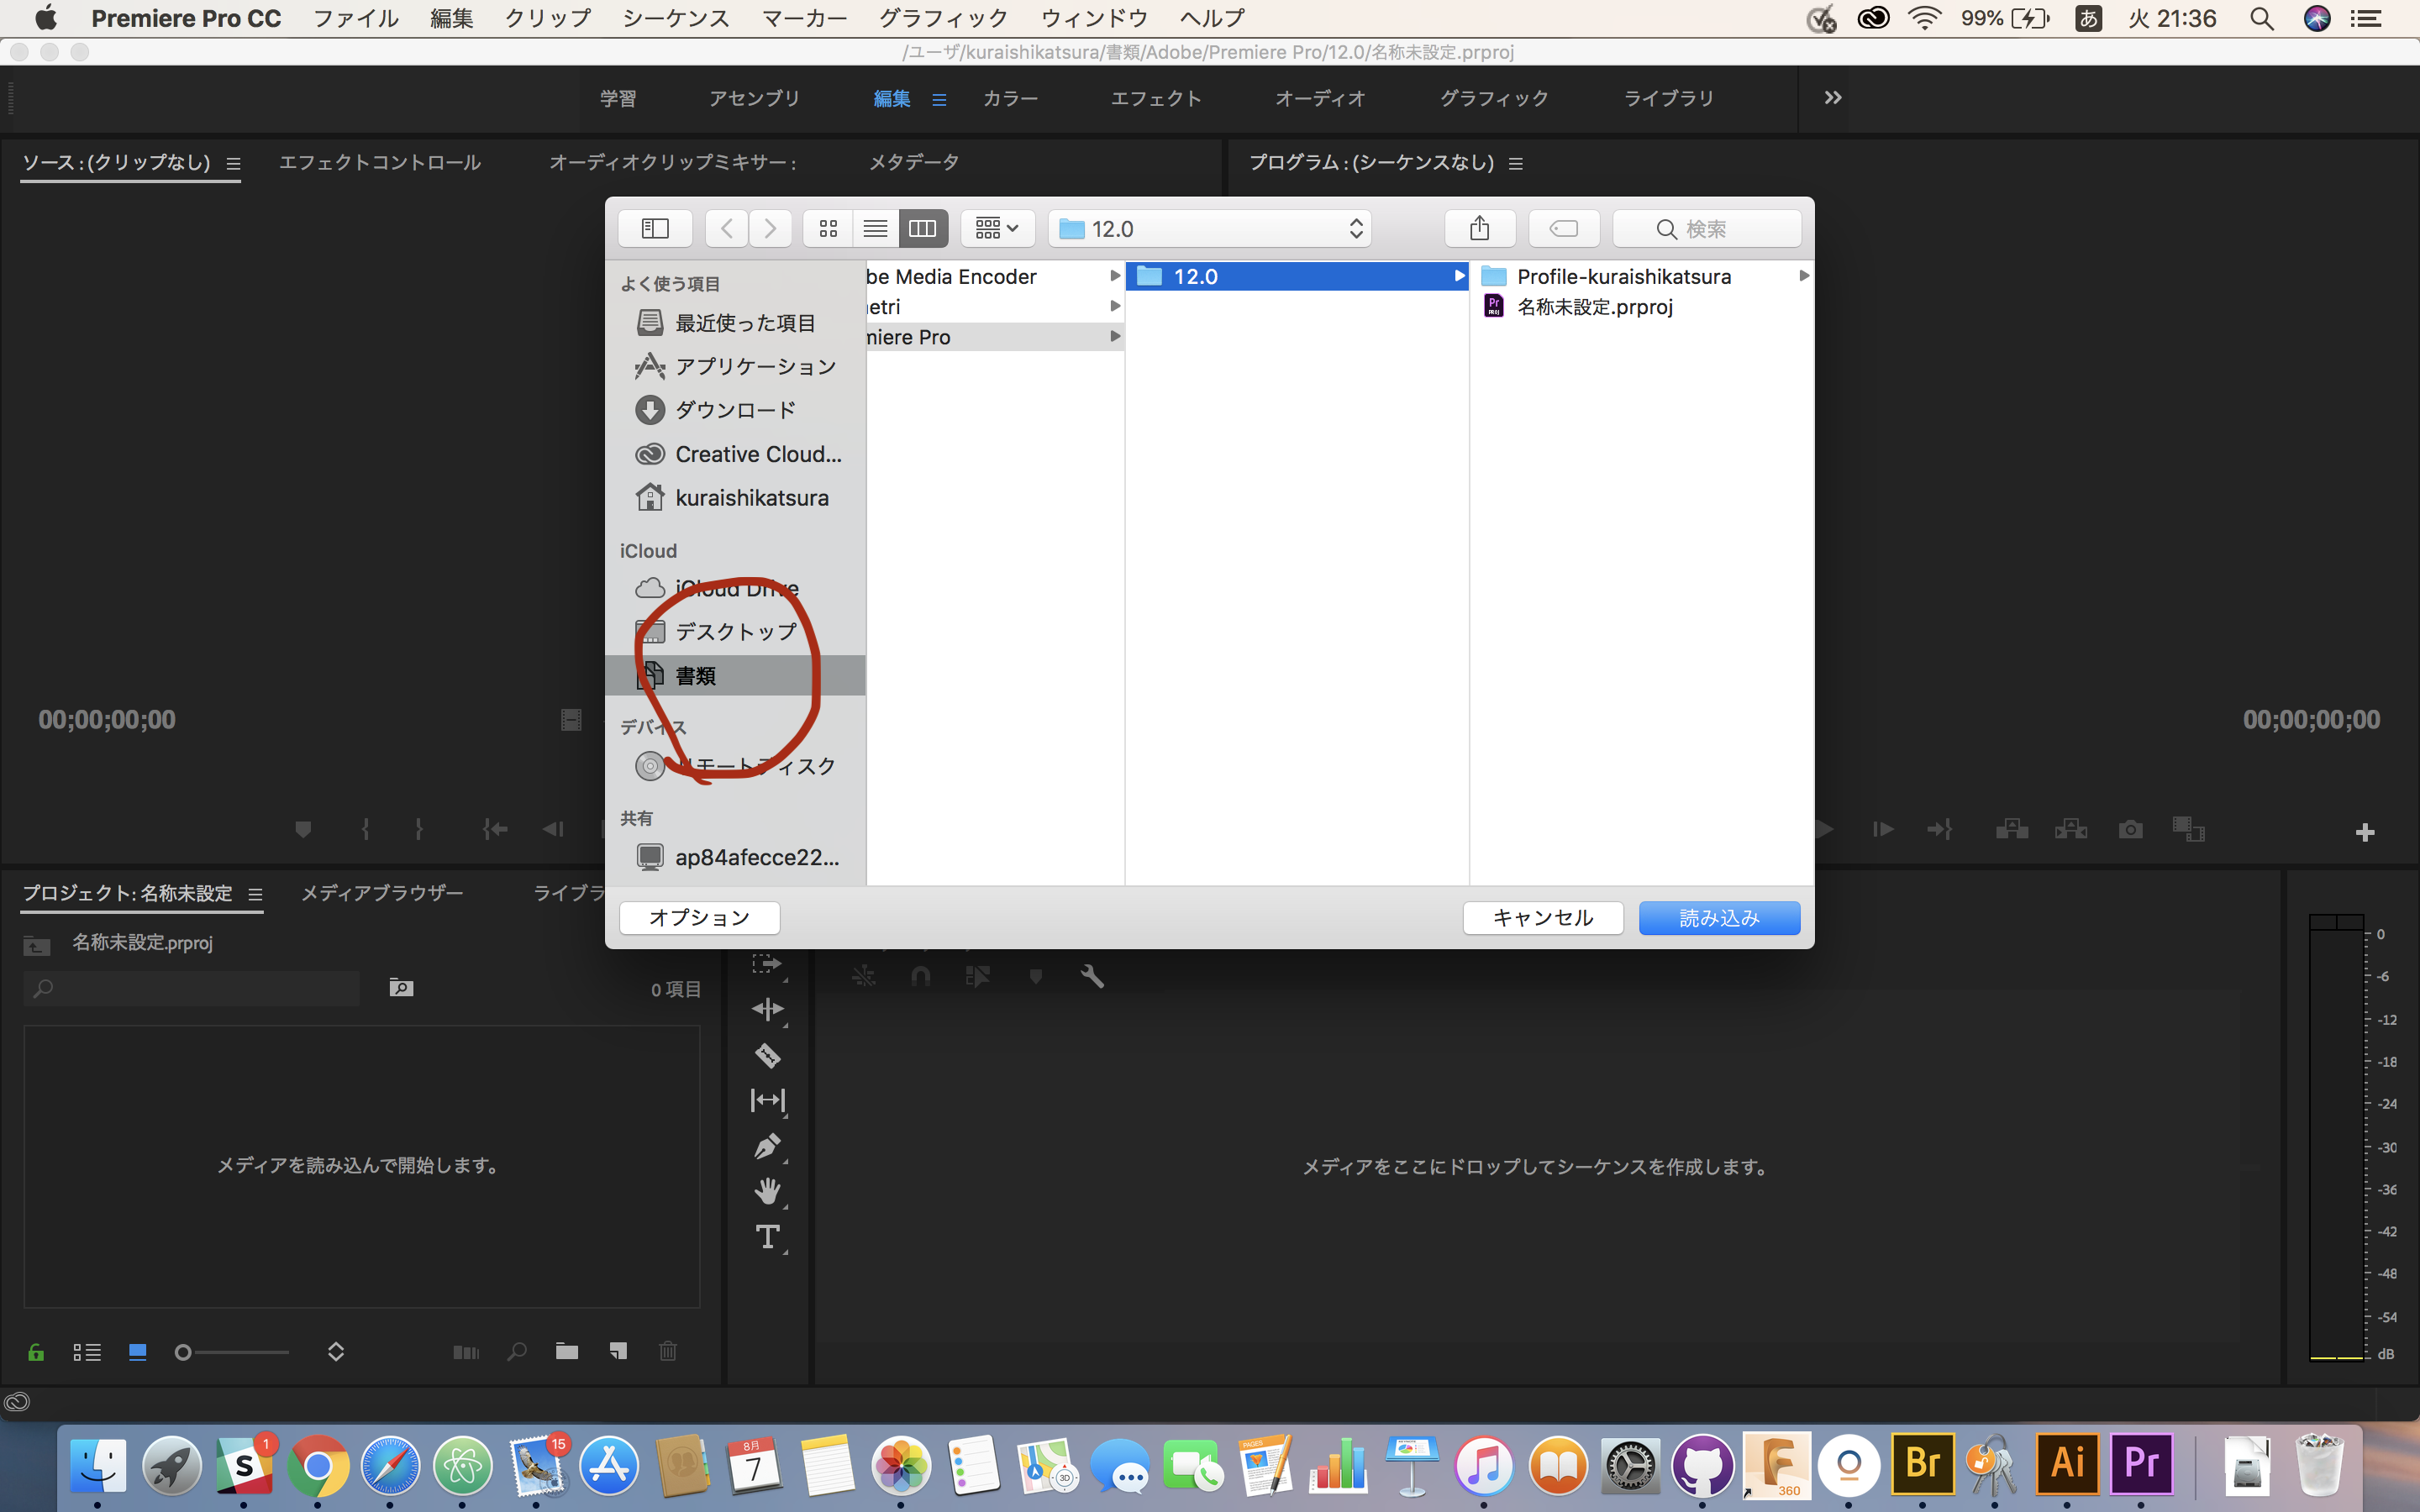 Premiere Pro CC ファイル 編集 クリップ シーケンス マーカー グラフィック ウィンドウ ヘルプ 99% あ 火 21:36
/ユーザ/kuraishikatsura/書類/Adobe/Premiere Pro/12.0/名称未設定.prproj
学習 アセンブリ 編集 カラー エフェクト オーディオ グラフィック ライブラリ
ソース : (クリップなし) エフェクトコントロール オーディオクリップミキサー : メタデータ プログラム : (シーケンスなし)
12.0 検索
よく使う項目
最近使った項目
アプリケーション
ダウンロード
Creative Cloud...
kuraishikatsura
iCloud
iCloud Drive
デスクトップ
書類
デバイス
リモートディスク
共有
ap84afecce22...
be Media Encoder
etri
miere Pro
12.0
Profile-kuraishikatsura
Pr
PROJ
名称未設定.prproj
オプション キャンセル 読み込み
00;00;00;00
00;00;00;00
プロジェクト: 名称未設定 メディアブラウザー ライブラ
名称未設定.prproj
0 項目
メディアを読み込んで開始します。
T
メディアをここにドロップしてシーケンスを作成します。
0
-6
-12
-18
-24
-30
-36
-42
-48
-54
dB
S 1 15 8月 7 3D PAGES F 360 Br Ai Pr